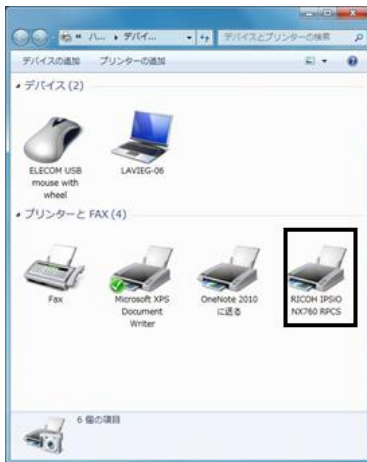 « ハ... ▸ デバイ... デバイスとプリンターの検索
デバイスの追加 プリンターの追加
デバイス (2)
ELECOM USB
mouse with
wheel
LAVIEG-06
プリンターと FAX (4)
Fax
Microsoft XPS
Document
Writer
OneNote 2010
に送る
RICOH IPSiO
NX760 RPCS
6 個の項目